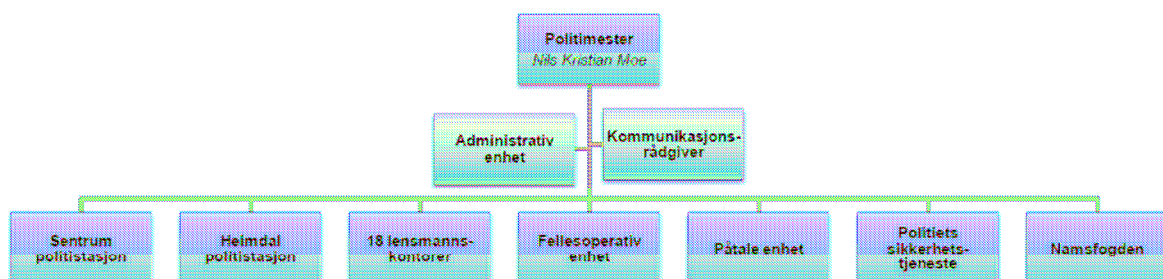 Politimester
Nils Kristian Moe
Administrativ
enhet
Kommunikasjons-
rådgiver
Sentrum
politistasjon
Heimdal
politistasjon
18 lensmanns-
kontorer
Fellesoperativ
enhet
Påtale enhet
Politiets
sikkerhets-
tjeneste
Namsfogden